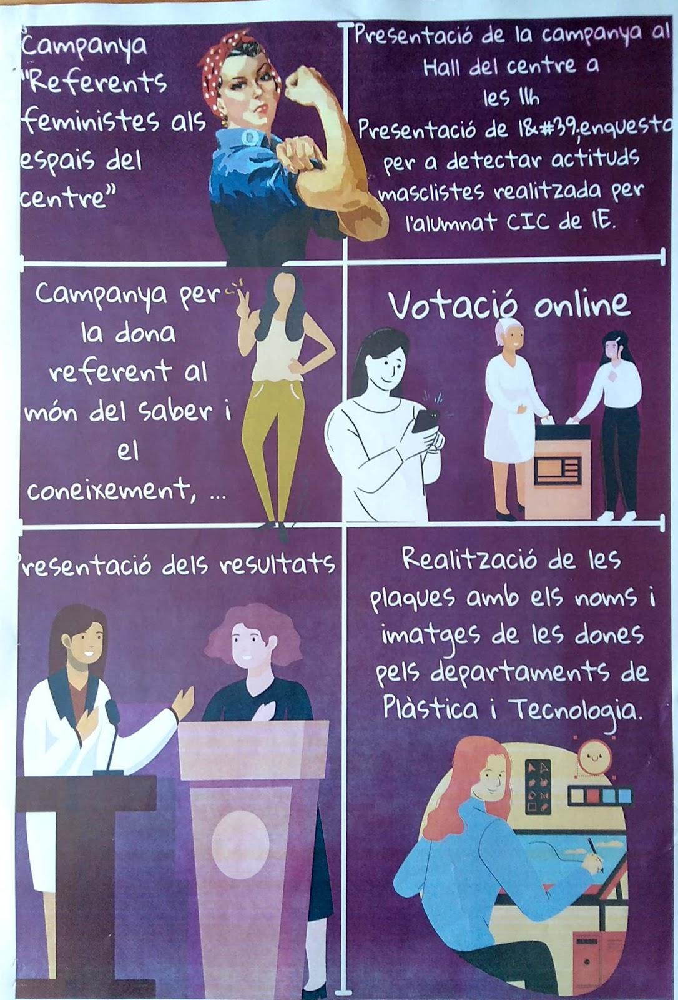 Campanya
"Referents
feministes als
espais del
centre"
Presentació de la campanya al
Hall del centre a
les 11h
Presentació de l&#39;enquesta
per a detectar actituds
masclistes realitzada per
l'alumnat CIC de IE.
Campanya per
la dona
referent al
món del saber i
el
coneixement, ...
Votació online
Presentació dels resultats
Realització de les
plaques amb els noms i
imatges de les dones
pels departaments de
Plàstica i Tecnologia.